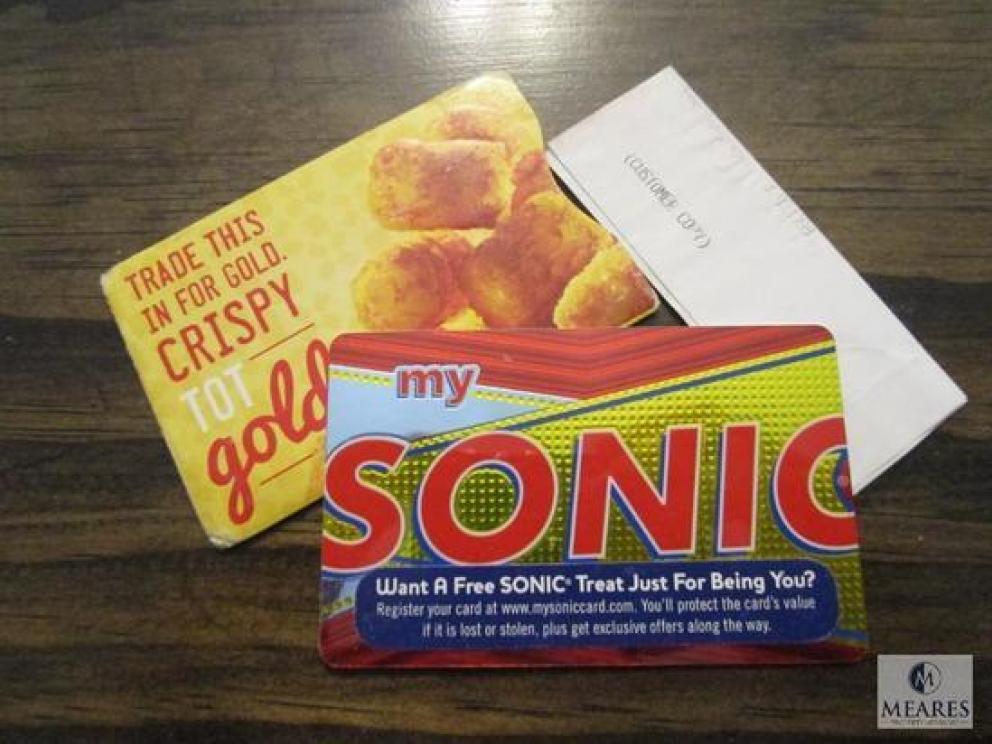 TRADE THIS
IN FOR GOLD.
CRISPY
TOT
gold
(CUSTOMER COPY)
my
SONIC
Want A Free SONIC® Treat Just For Being You?
Register your card at www.mysoniccard.com. You'll protect the card's value
if it is lost or stolen, plus get exclusive offers along the way.
M
MEARES